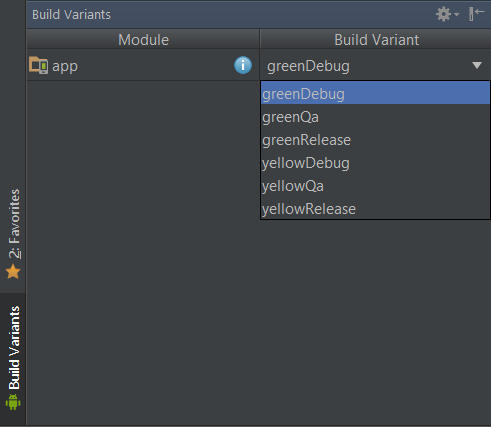 Build Variants
Module
Build Variant
app
greenDebug
greenDebug
greenQa
greenRelease
yellowDebug
yellowQa
yellowRelease
2: Favorites
Build Variants